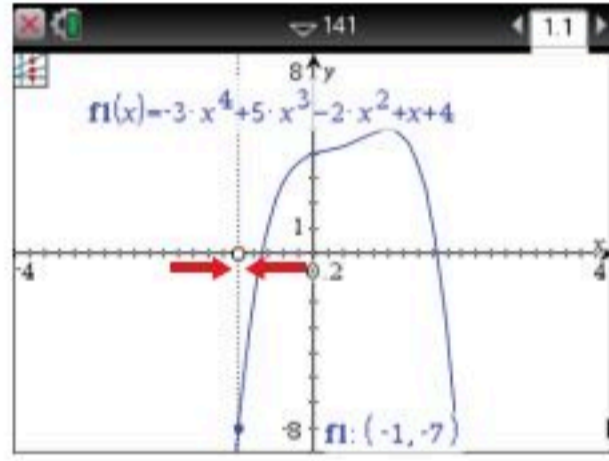 141
1.1
8 y
f1(x)=-3· x^4+5· x^3-2· x^2+x+4
1
x
-4
0.2
4
-8
f1: (-1, -7)